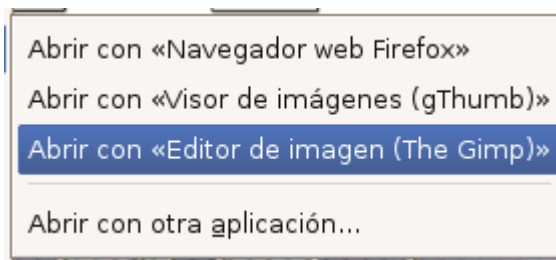 Abrir con «Navegador web Firefox»
Abrir con «Visor de imágenes (gThumb)»
Abrir con «Editor de imagen (The Gimp)»
Abrir con otra aplicación...